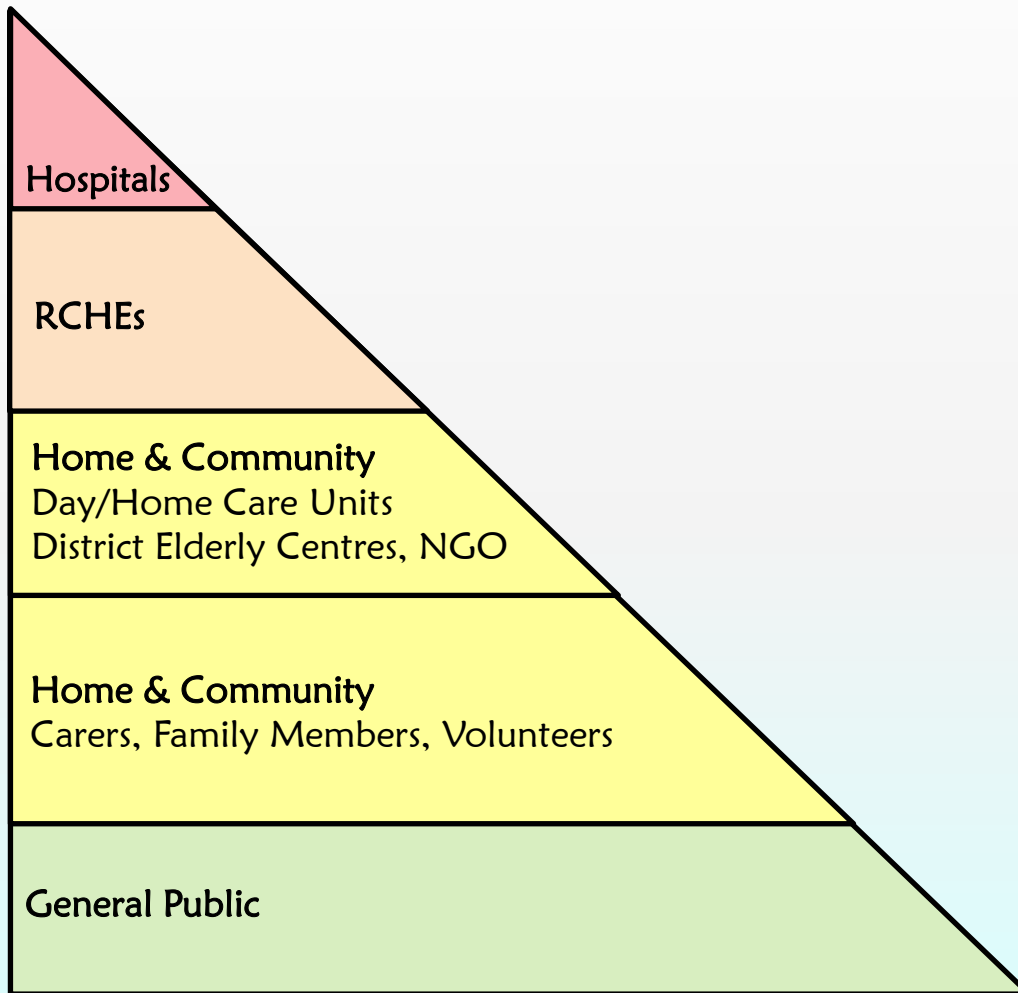 Hospitals
RCHEs
Home & Community
Day/Home Care Units
District Elderly Centres, NGO
Home & Community
Carers, Family Members, Volunteers
General Public